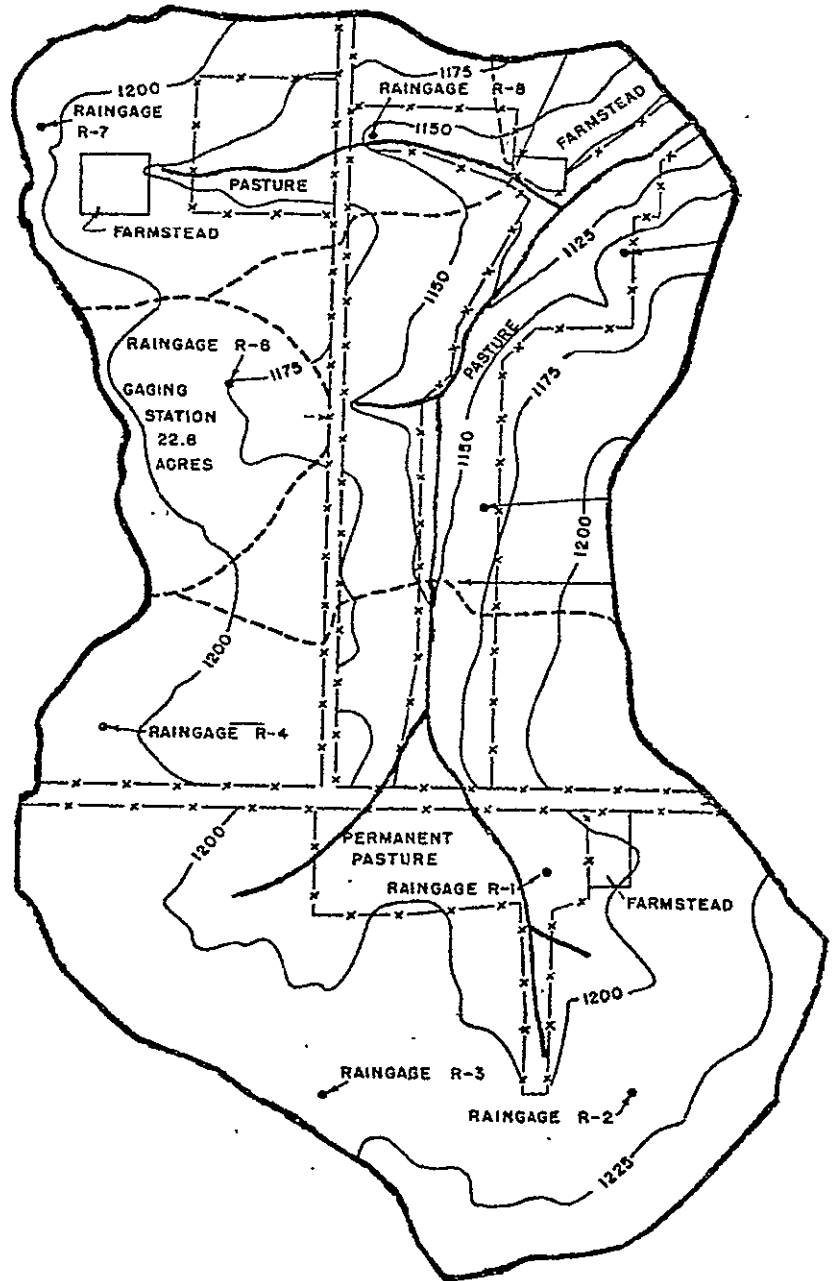 1200
1175
RAINGAGE
R-8
RAINGAGE
R-7
1150
FARMSTEAD
PASTURE
FARMSTEAD
1125
1150
PASTURE
RAINGAGE R-6
1175
1175
GAGING
STATION
22.8
ACRES
1150
1200
1200
RAINGAGE R-4
1200
PERMANENT
PASTURE
RAINGAGE R-1
FARMSTEAD
1200
RAINGAGE R-3
RAINGAGE R-2
1225